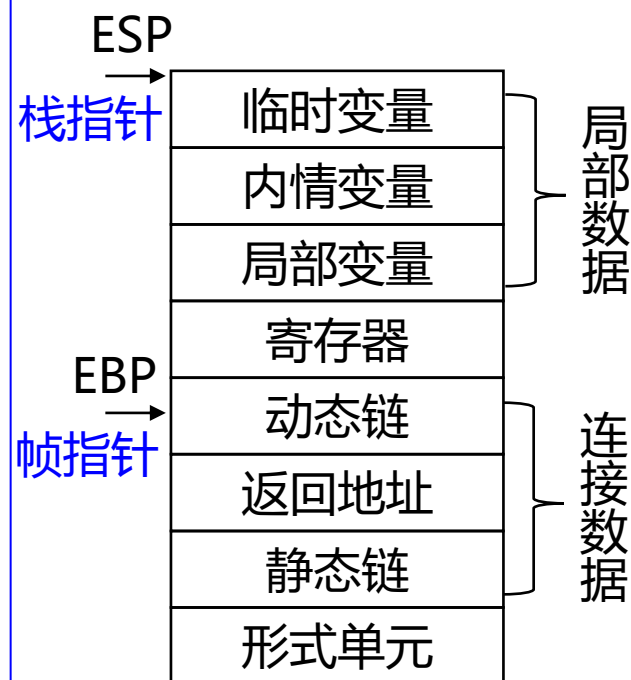 ESP
栈指针
临时变量
内情变量
局部变量
局部数据
寄存器
EBP
帧指针
动态链
返回地址
静态链
连接数据
形式单元